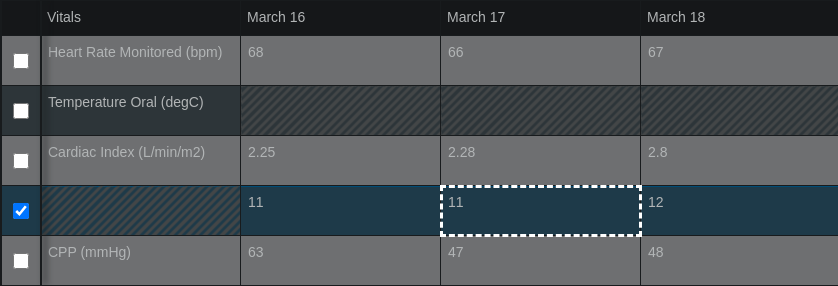 Vitals March 16 March 17 March 18
Heart Rate Monitored (bpm) 68 66 67
Temperature Oral (degC)
Cardiac Index (L/min/m2) 2.25 2.28 2.8
11 11 12
CPP (mmHg) 63 47 48